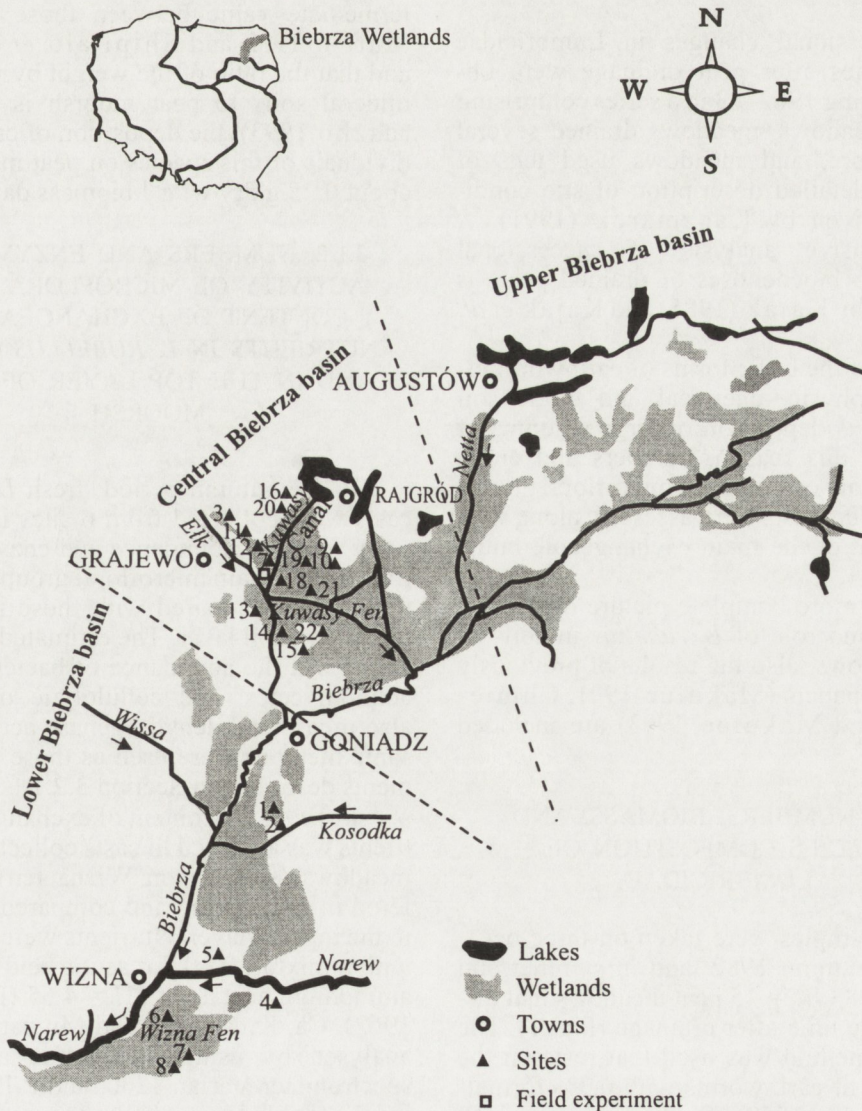 Biebrza Wetlands
N
W E
S
Upper Biebrza basin
Central Biebrza basin
Lower Biebrza basin
AUGUSTÓW
Netta
RAJGRÓD
Kuwasy
Canal
Ełk
GRAJEWO
3
16
20
11
12
17
19
10
9
18
21
13
Kuwasy Fen
14
22
15
Biebrza
Wissa
GONIĄDZ
1
2
Kosodka
Biebrza
5
WIZNA
Narew
4
Narew
6
Wizna Fen
7
8
Lakes
Wetlands
Towns
Sites
Field experiment